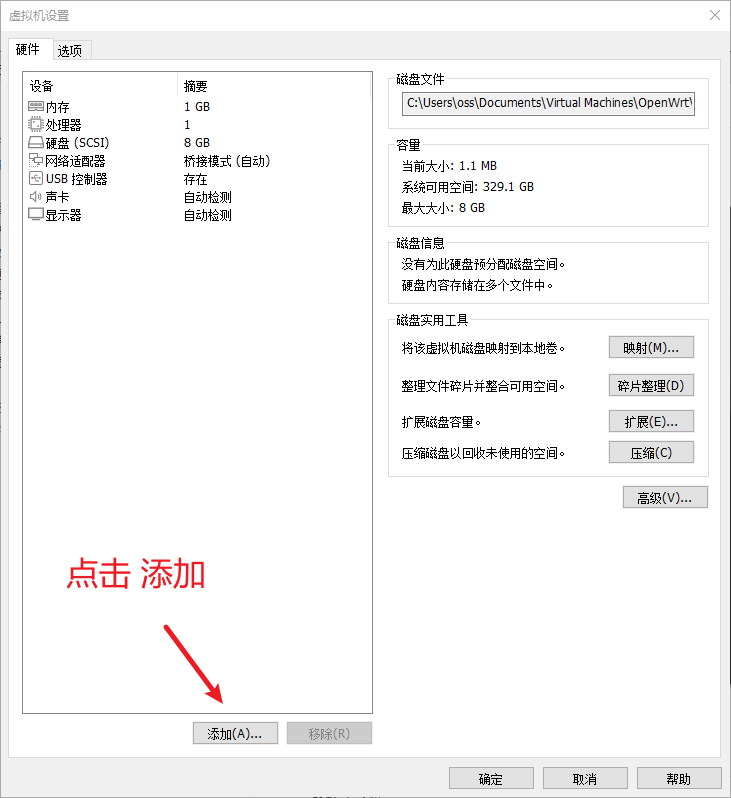 虚拟机设置
硬件 选项
设备 摘要
内存 1 GB
处理器 1
硬盘 (SCSI) 8 GB
网络适配器 桥接模式 (自动)
USB 控制器 存在
声卡 自动检测
显示器 自动检测
点击 添加
添加(A)... 移除(R)
磁盘文件
C:\Users\oss\Documents\Virtual Machines\OpenWrt\
容量
当前大小: 1.1 MB
系统可用空间: 329.1 GB
最大大小: 8 GB
磁盘信息
没有为此硬盘预分配磁盘空间。
硬盘内容存储在多个文件中。
磁盘实用工具
将该虚拟机磁盘映射到本地卷。 映射(M)...
整理文件碎片并整合可用空间。 碎片整理(D)
扩展磁盘容量。 扩展(E)...
压缩磁盘以回收未使用的空间。 压缩(C)
高级(V)...
确定 取消 帮助